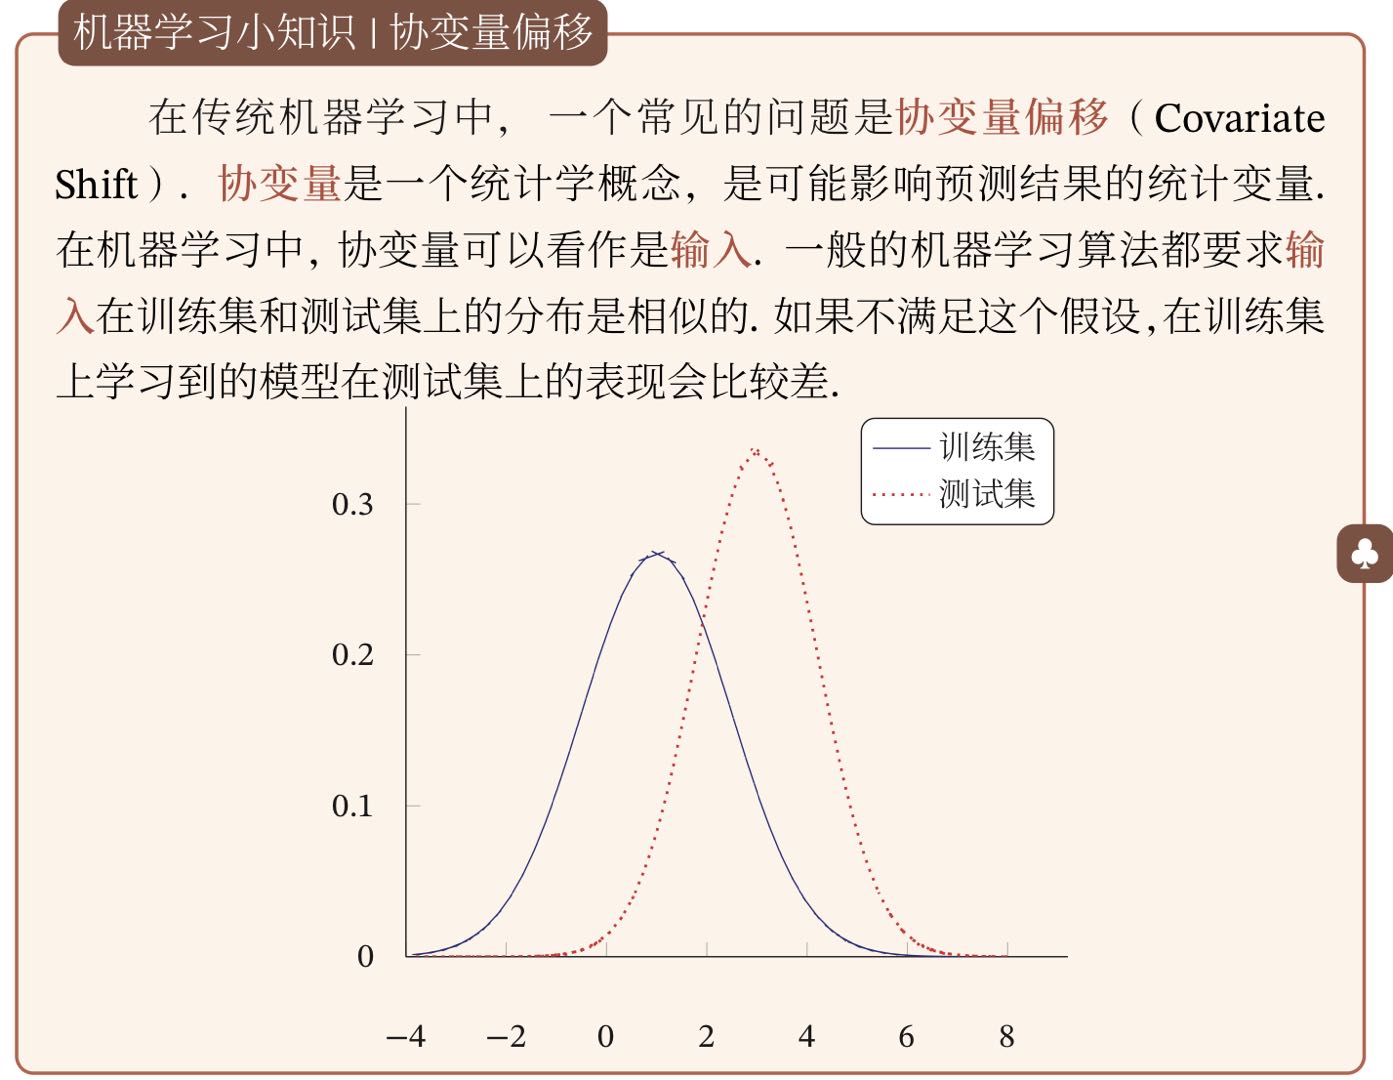 机器学习小知识 | 协变量偏移
在传统机器学习中， 一个常见的问题是协变量偏移（Covariate
Shift）. 协变量是一个统计学概念，是可能影响预测结果的统计变量.
在机器学习中, 协变量可以看作是输入. 一般的机器学习算法都要求输
入在训练集和测试集上的分布是相似的. 如果不满足这个假设,在训练集
上学习到的模型在测试集上的表现会比较差.
训练集
测试集
0.3
0.2
0.1
0
−4 −2 0 2 4 6 8